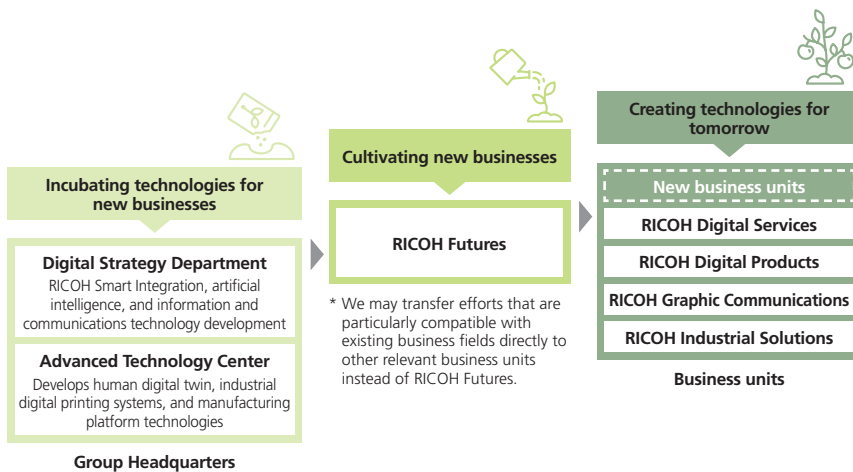 Incubating technologies for
new businesses
Digital Strategy Department
RICOH Smart Integration, artificial
intelligence, and information and
communications technology development
Advanced Technology Center
Develops human digital twin, industrial
digital printing systems, and manufacturing
platform technologies
Group Headquarters
Cultivating new businesses
RICOH Futures
* We may transfer efforts that are
particularly compatible with
existing business fields directly to
other relevant business units
instead of RICOH Futures.
Creating technologies for
tomorrow
New business units
RICOH Digital Services
RICOH Digital Products
RICOH Graphic Communications
RICOH Industrial Solutions
Business units